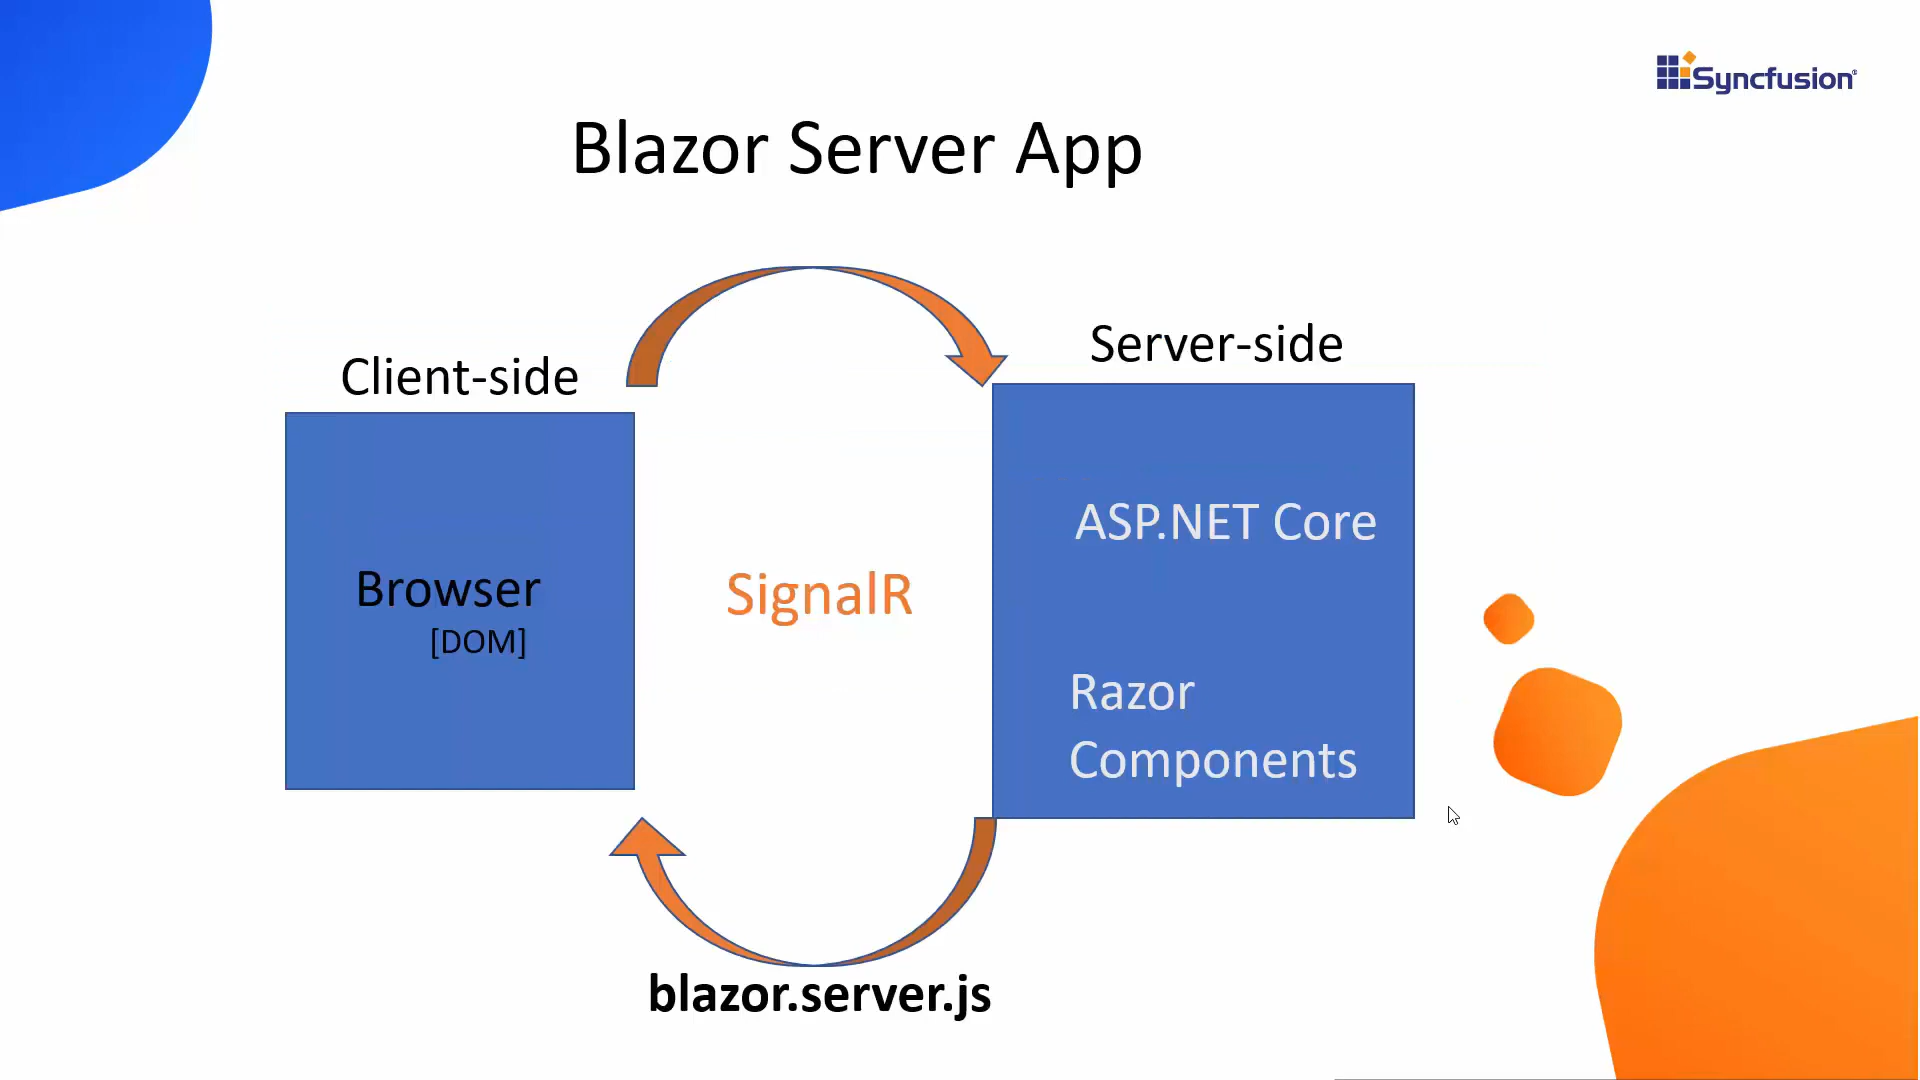 Syncfusion®
Blazor Server App
Client-side
Server-side
Browser
[DOM]
SignalR
ASP.NET Core
Razor
Components
blazor.server.js